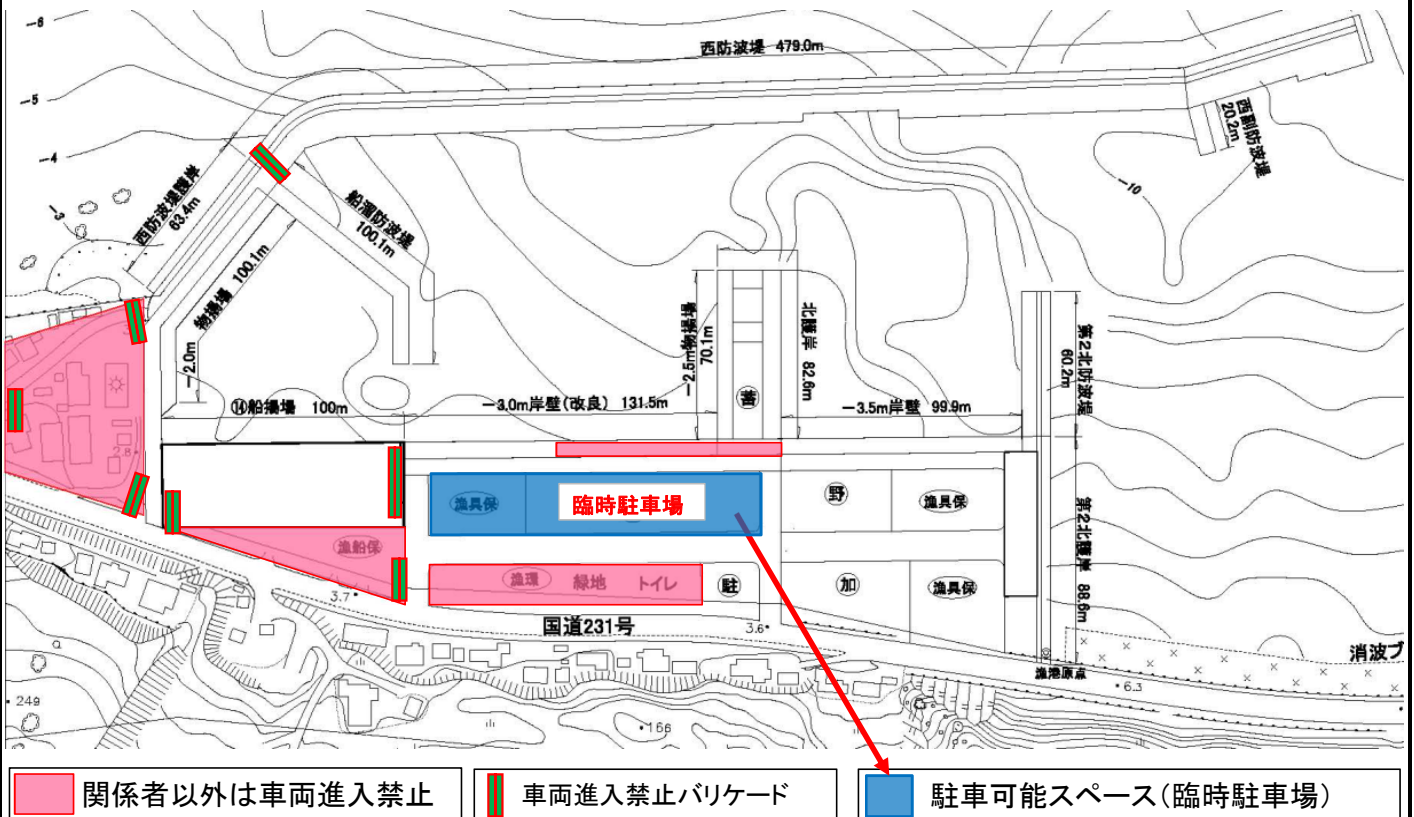 -6
西防波堤 479.0m
-5
西副防波堤
20.2m
-4
-3
西防波堤護岸
63.4m
船溜防波堤
100.1m
-10
物揚場 100.1m
-2.0m
-2.5m物揚場
70.1m
北護岸 82.6m
第2北防波堤
60.2m
⑭船揚場 100m
-3.0m岸壁(改良) 131.5m
蓄
-3.5m岸壁 99.9m
2.8
漁具保
臨時駐車場
野
漁具保
第2北護岸 88.6m
漁船保
漁環
緑地
トイレ
駐
加
漁具保
3.7
国道231号
3.6
消波ブ
漁港原点
6.3
249
166
関係者以外は車両進入禁止
車両進入禁止バリケード
駐車可能スペース(臨時駐車場)